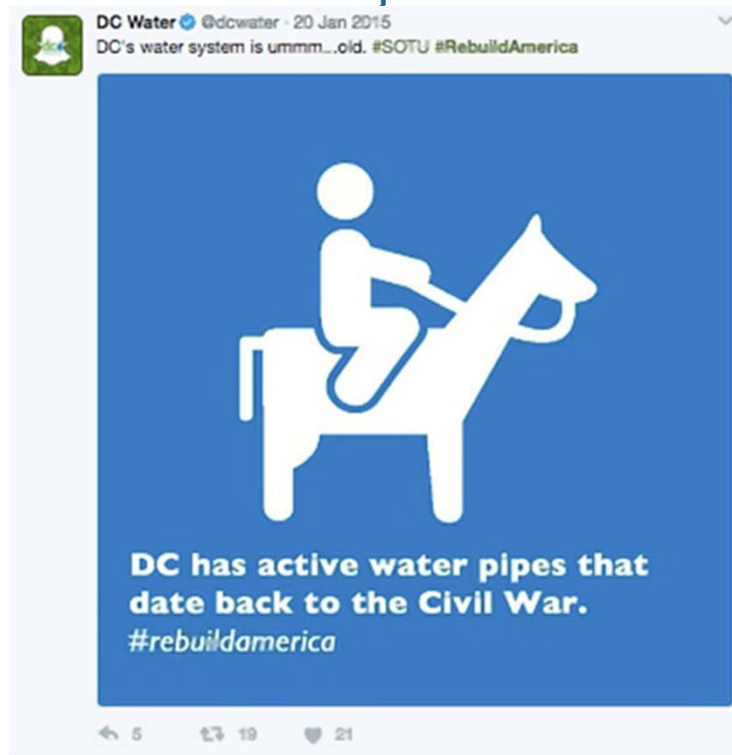 DC Water @dcwater · 20 Jan 2015
DC's water system is ummm...old. #SOTU #RebuildAmerica
DC has active water pipes that
date back to the Civil War.
#rebuildamerica
5 19 21